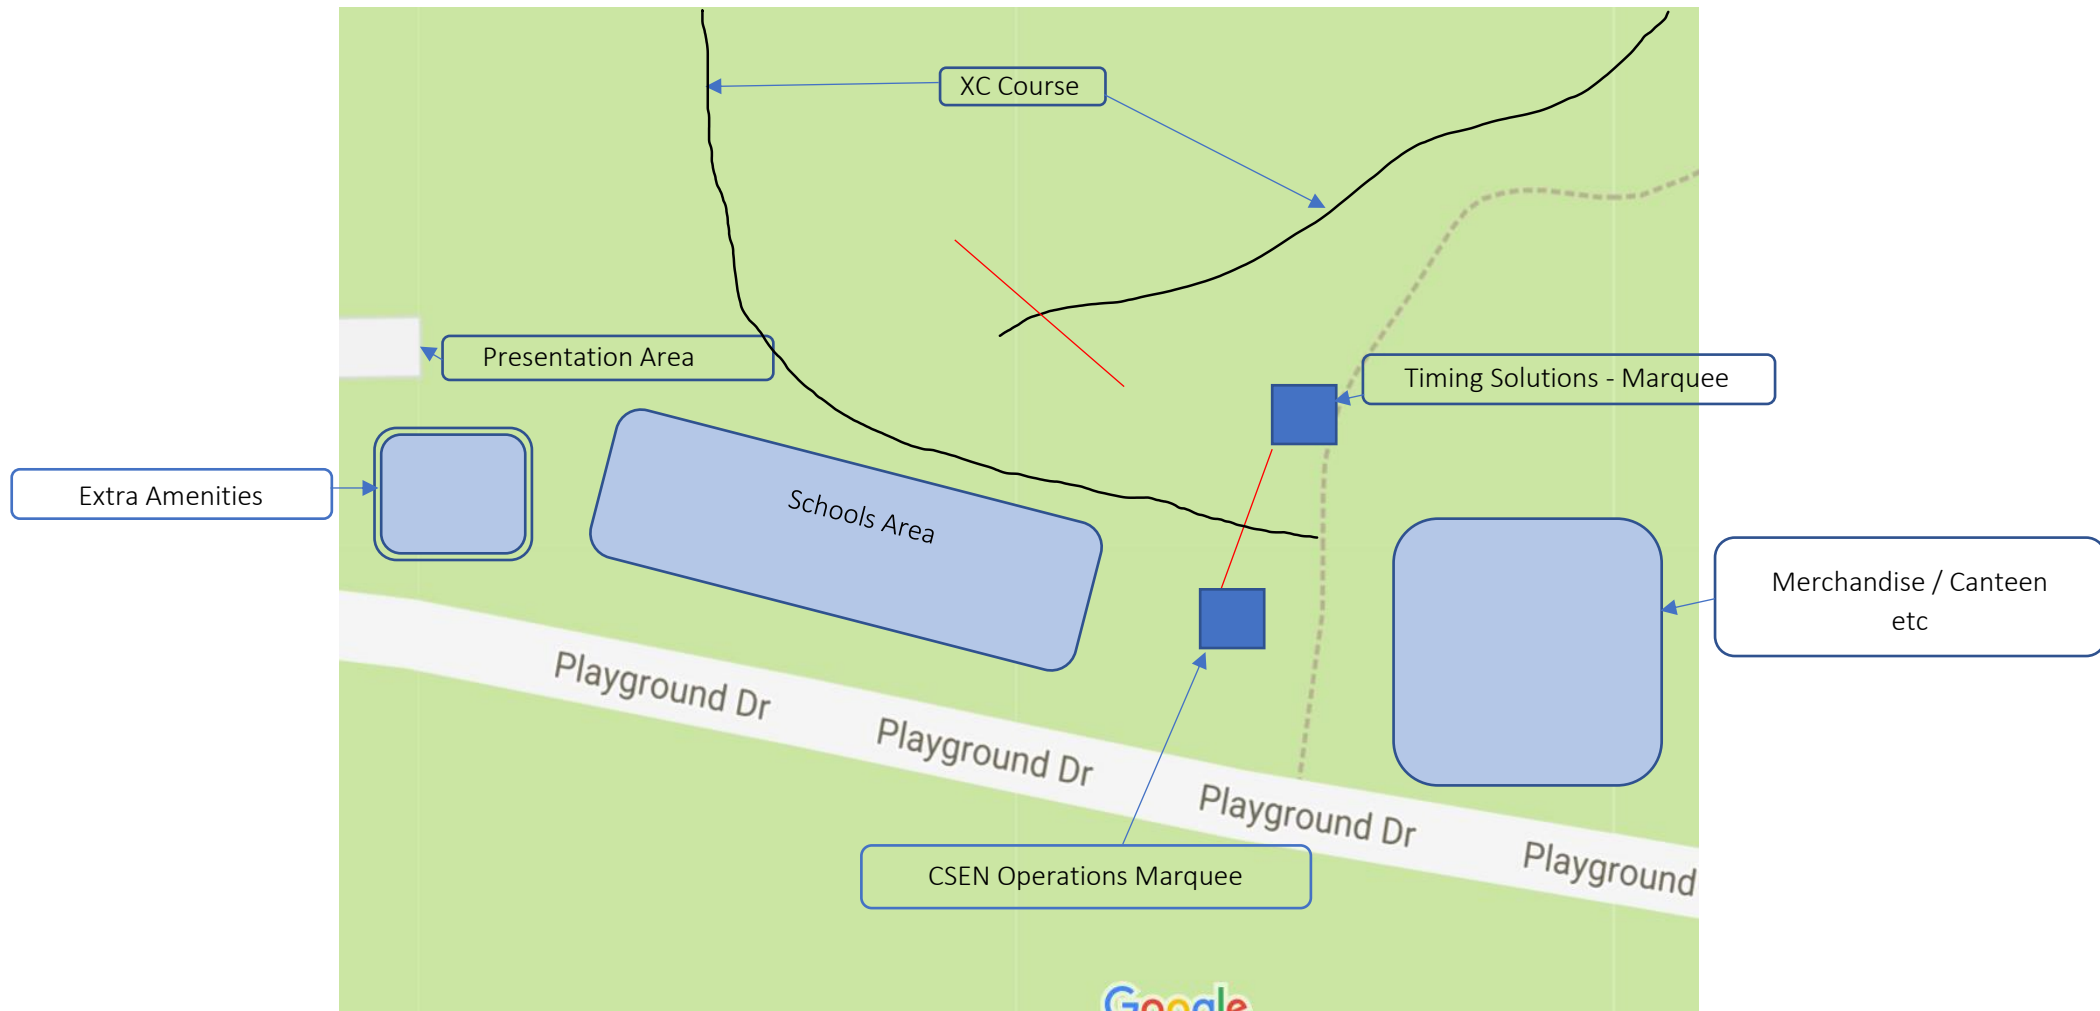 XC Course
Presentation Area
Timing Solutions - Marquee
Extra Amenities
Schools Area
Merchandise / Canteen
etc
Playground Dr
Playground Dr
Playground Dr
Playground
CSEN Operations Marquee
Google